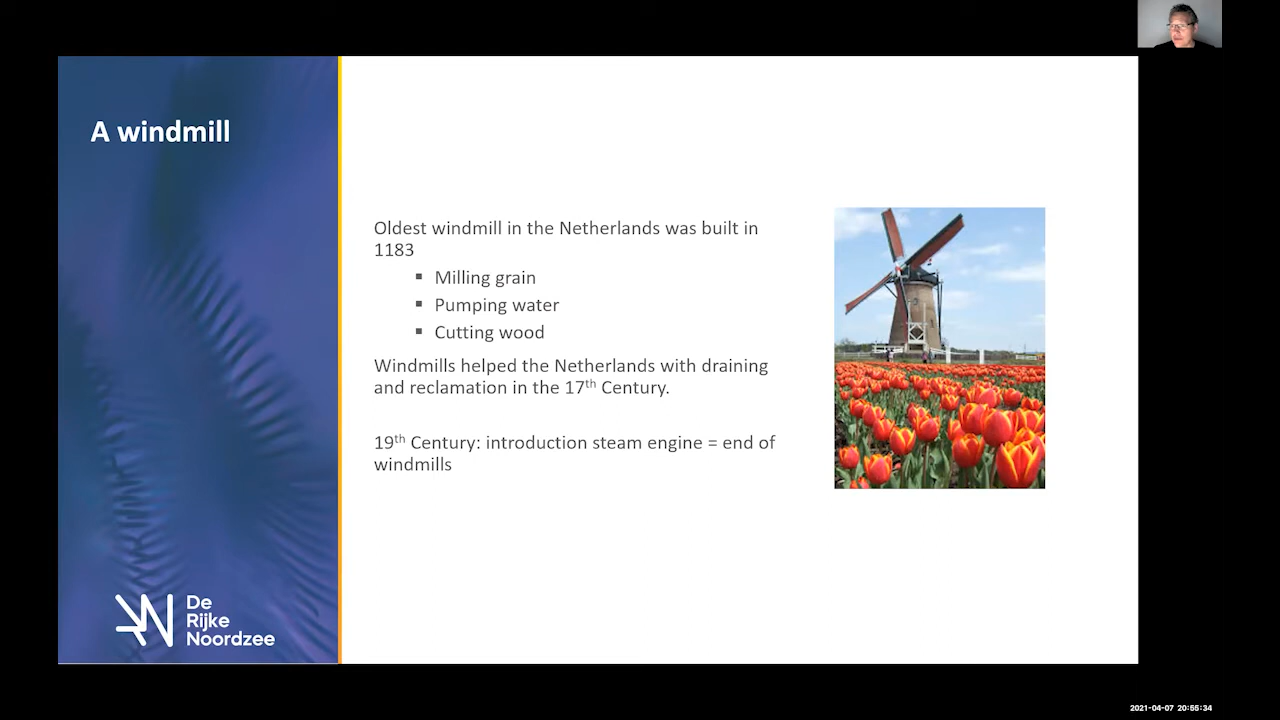 A windmill
Oldest windmill in the Netherlands was built in
1183
▪ Milling grain
▪ Pumping water
▪ Cutting wood
Windmills helped the Netherlands with draining
and reclamation in the 17th Century.
19th Century: introduction steam engine = end of
windmills
De
Rijke
Noordzee
2021-04-07 20:55:34